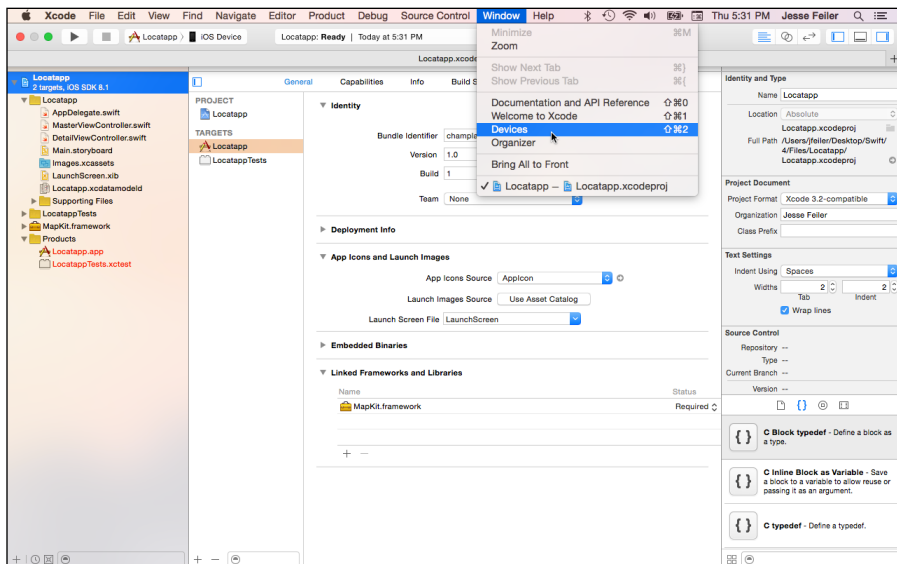 Xcode File Edit View Find Navigate Editor Product Debug Source Control Window Help Thu 5:31 PM Jesse Feiler
Locatapp iOS Device
Locatapp: Ready | Today at 5:31 PM
Minimize ⌘M
Zoom
Show Next Tab ⌘}
Show Previous Tab ⌘{
Documentation and API Reference ⇧⌘0
Welcome to Xcode ⇧⌘1
Devices ⇧⌘2
Organizer
Bring All to Front
✓ Locatapp — Locatapp.xcodeproj
Locatapp
2 targets, iOS SDK 8.1
Locatapp
AppDelegate.swift
MasterViewController.swift
DetailViewController.swift
Main.storyboard
Images.xcassets
LaunchScreen.xib
Locatapp.xcdatamodeld
Supporting Files
LocatappTests
MapKit.framework
Products
Locatapp.app
LocatappTests.xctest
PROJECT
Locatapp
TARGETS
Locatapp
LocatappTests
General Capabilities Info Build S
Identity
Bundle Identifier
Version 1.0
Build 1
Team None
Deployment Info
App Icons and Launch Images
App Icons Source AppIcon
Launch Images Source Use Asset Catalog
Launch Screen File LaunchScreen
Embedded Binaries
Linked Frameworks and Libraries
Name Status
MapKit.framework Required
+ −
Identity and Type
Name Locatapp
Location Absolute
Locatapp.xcodeproj
Full Path /Users/jfeiler/Desktop/Swift/
4/Files/Locatapp/
Locatapp.xcodeproj
Project Document
Project Format Xcode 3.2-compatible
Organization Jesse Feiler
Class Prefix
Text Settings
Indent Using Spaces
Widths 2 2
Tab Indent
Wrap lines
Source Control
Repository --
Type --
Current Branch --
Version --
{ }
{ } C Block typedef - Define a block as
a type.
{ } C Inline Block as Variable - Save
a block to a variable to allow reuse or
passing it as an argument.
{ } C typedef - Define a typedef.